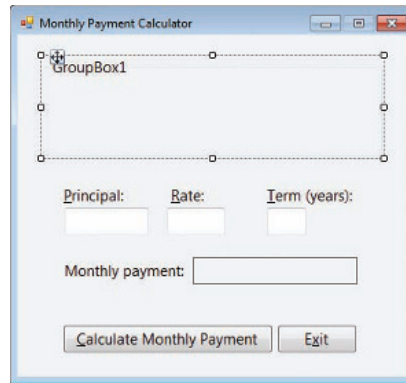 Monthly Payment Calculator
GroupBox1
Principal: Rate: Term (years):
Monthly payment:
Calculate Monthly Payment Exit